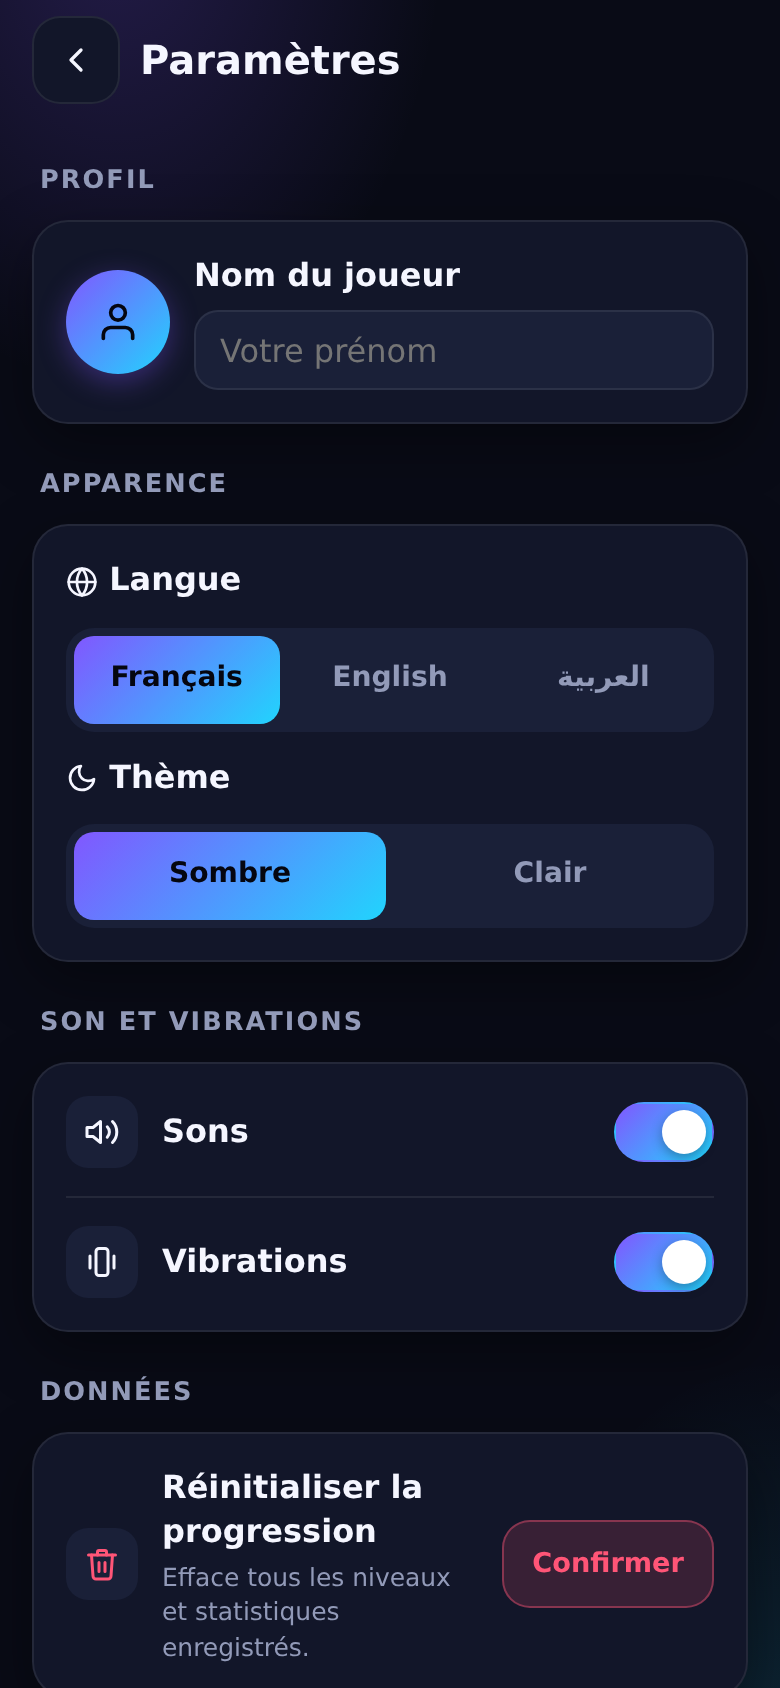 Paramètres
PROFIL
Nom du joueur
Votre prénom
APPARENCE
Langue
Français English العربية
Thème
Sombre Clair
SON ET VIBRATIONS
Sons
Vibrations
DONNÉES
Réinitialiser la
progression
Efface tous les niveaux
et statistiques
enregistrés.
Confirmer